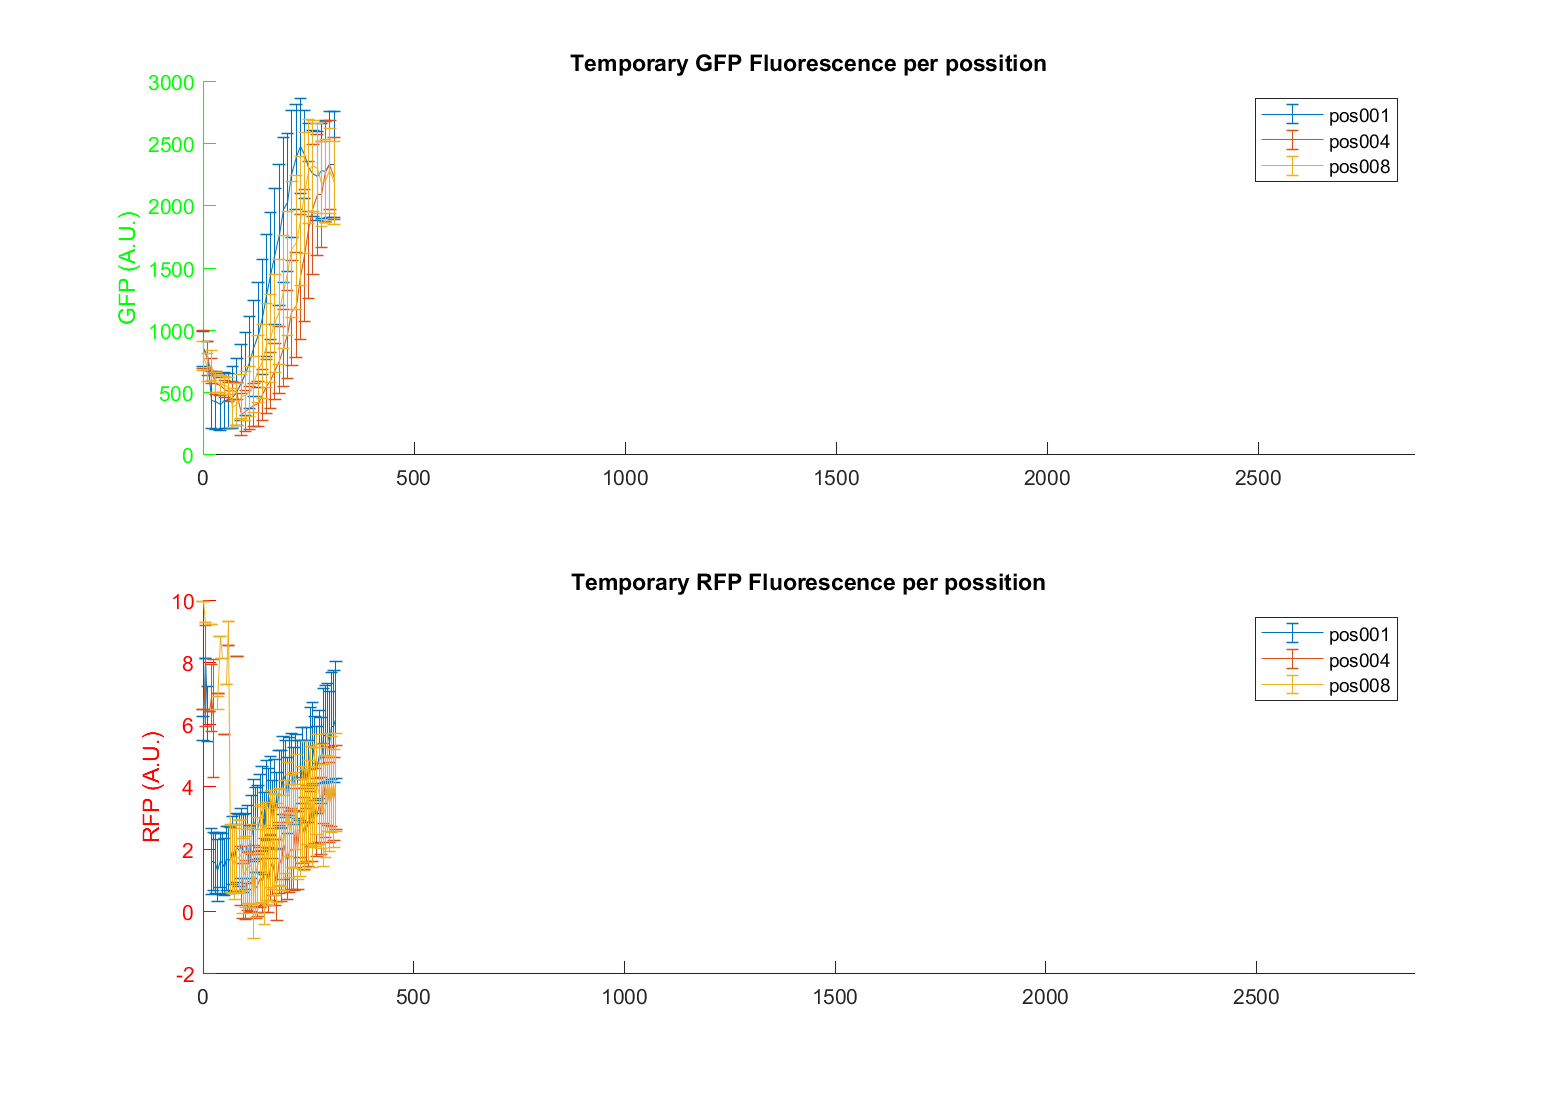 Temporary GFP Fluorescence per possition
3000
2500
2000
1500
1000
500
0
GFP (A.U.)
0 500 1000 1500 2000 2500
pos001
pos004
pos008
Temporary RFP Fluorescence per possition
10
8
6
4
2
0
-2
RFP (A.U.)
0 500 1000 1500 2000 2500
pos001
pos004
pos008